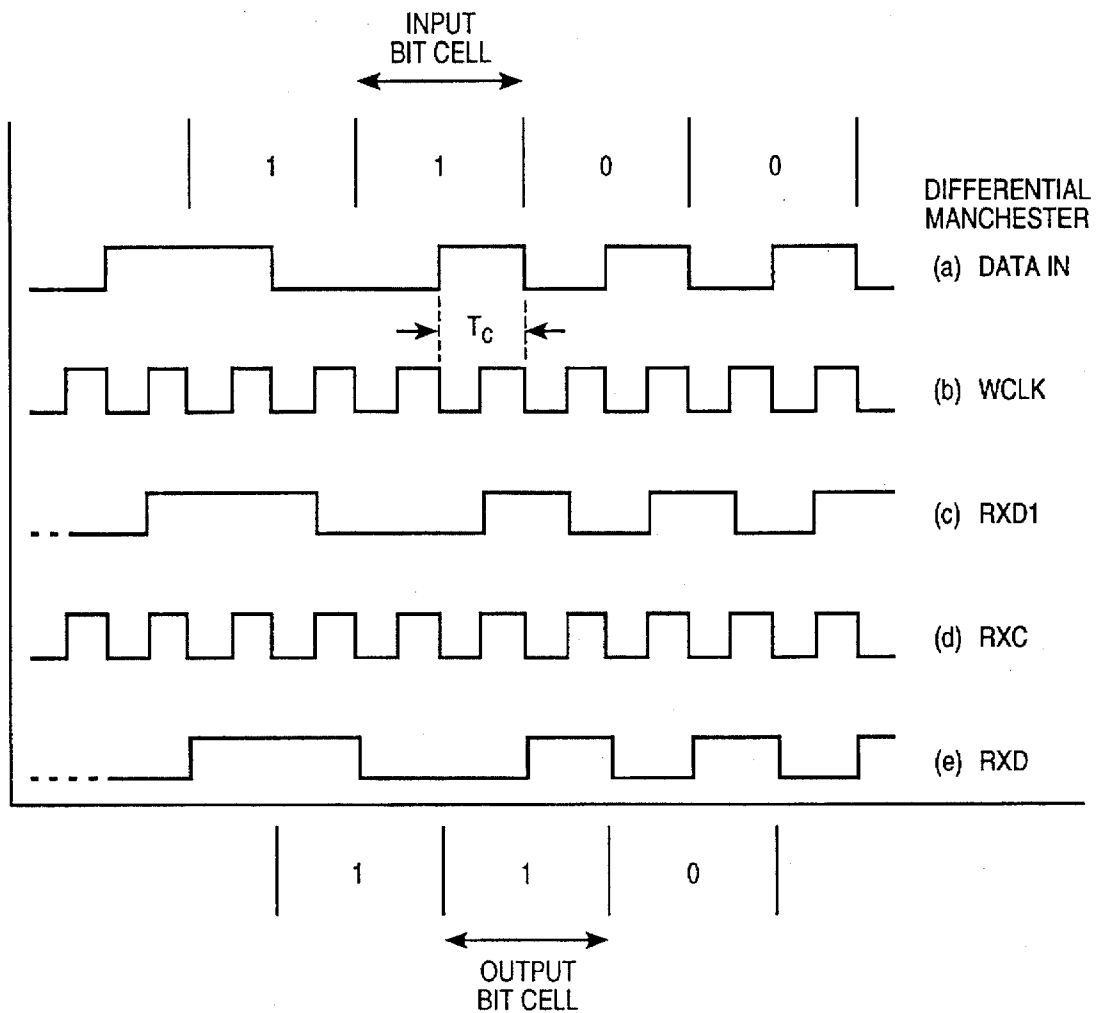 INPUT
BIT CELL
1 1 0 0
DIFFERENTIAL
MANCHESTER
(a) DATA IN
TC
(b) WCLK
(c) RXD1
(d) RXC
(e) RXD
1 1 0
OUTPUT
BIT CELL